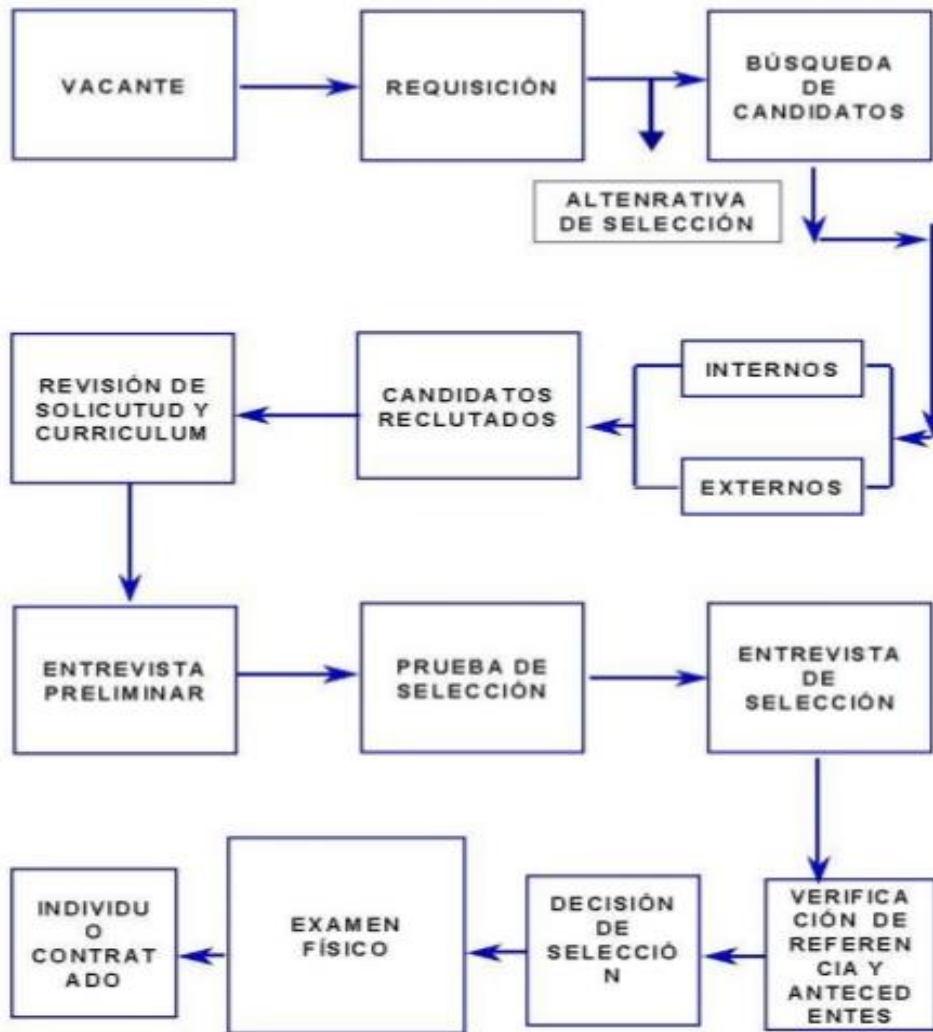 VACANTE
REQUISICIÓN
BÚSQUEDA
DE
CANDIDATOS
ALTENRATIVA
DE SELECCIÓN
REVISIÓN DE
SOLICUTUD Y
CURRICULUM
CANDIDATOS
RECLUTADOS
INTERNOS
EXTERNOS
ENTREVISTA
PRELIMINAR
PRUEBA DE
SELECCIÓN
ENTREVISTA
DE
SELECCIÓN
INDIVIDU
O
CONTRAT
ADO
EXAMEN
FÍSICO
DECISIÓN
DE
SELECCIÓ
N
VERIFICA
CIÓN DE
REFEREN
CIA Y
ANTECED
ENTES